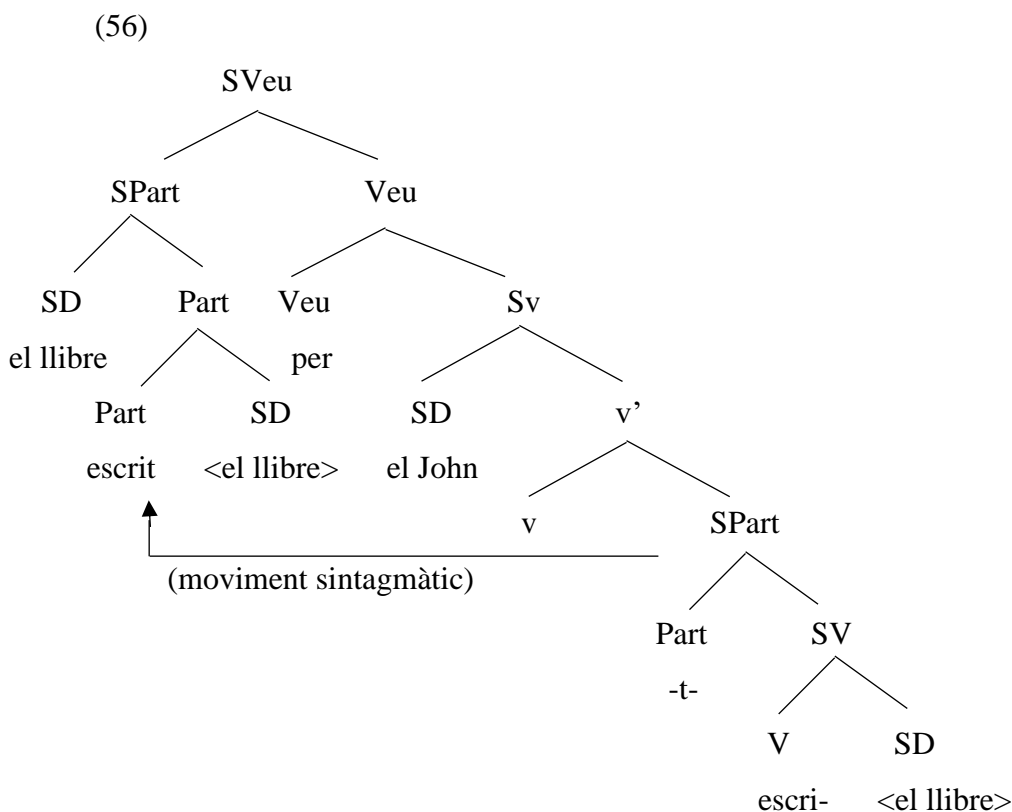 (56)
SVeu
SPart Veu
SD Part Veu Sv
el llibre per
Part SD SD v’
escrit <el llibre> el John
v SPart
(moviment sintagmàtic)
Part SV
-t-
V SD
escri- <el llibre>